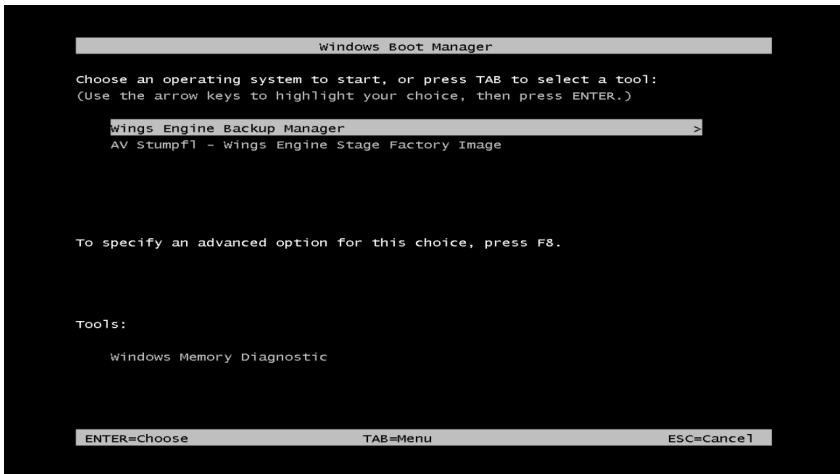 Windows Boot Manager
Choose an operating system to start, or press TAB to select a tool:
(Use the arrow keys to highlight your choice, then press ENTER.)
Wings Engine Backup Manager >
AV Stumpfl - Wings Engine Stage Factory Image
To specify an advanced option for this choice, press F8.
Tools:
Windows Memory Diagnostic
ENTER=Choose TAB=Menu ESC=Cancel